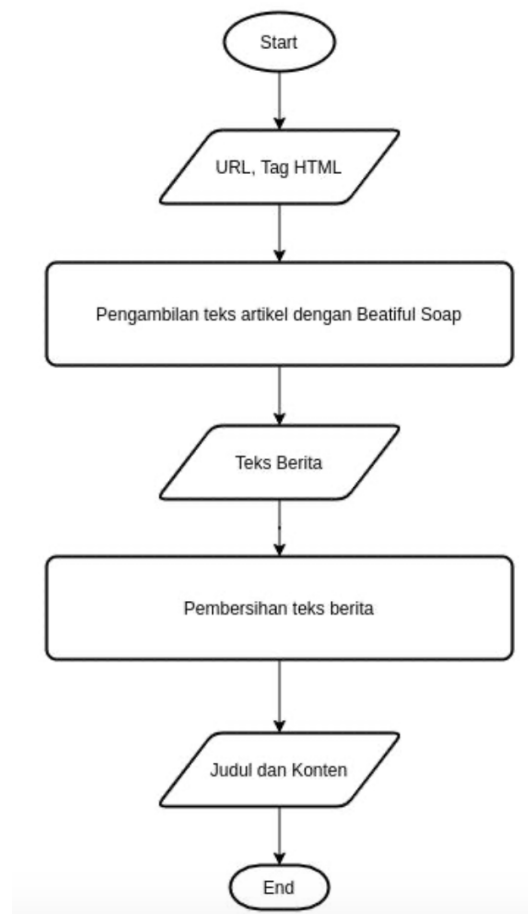 Start
URL, Tag HTML
Pengambilan teks artikel dengan Beatiful Soap
Teks Berita
Pembersihan teks berita
Judul dan Konten
End